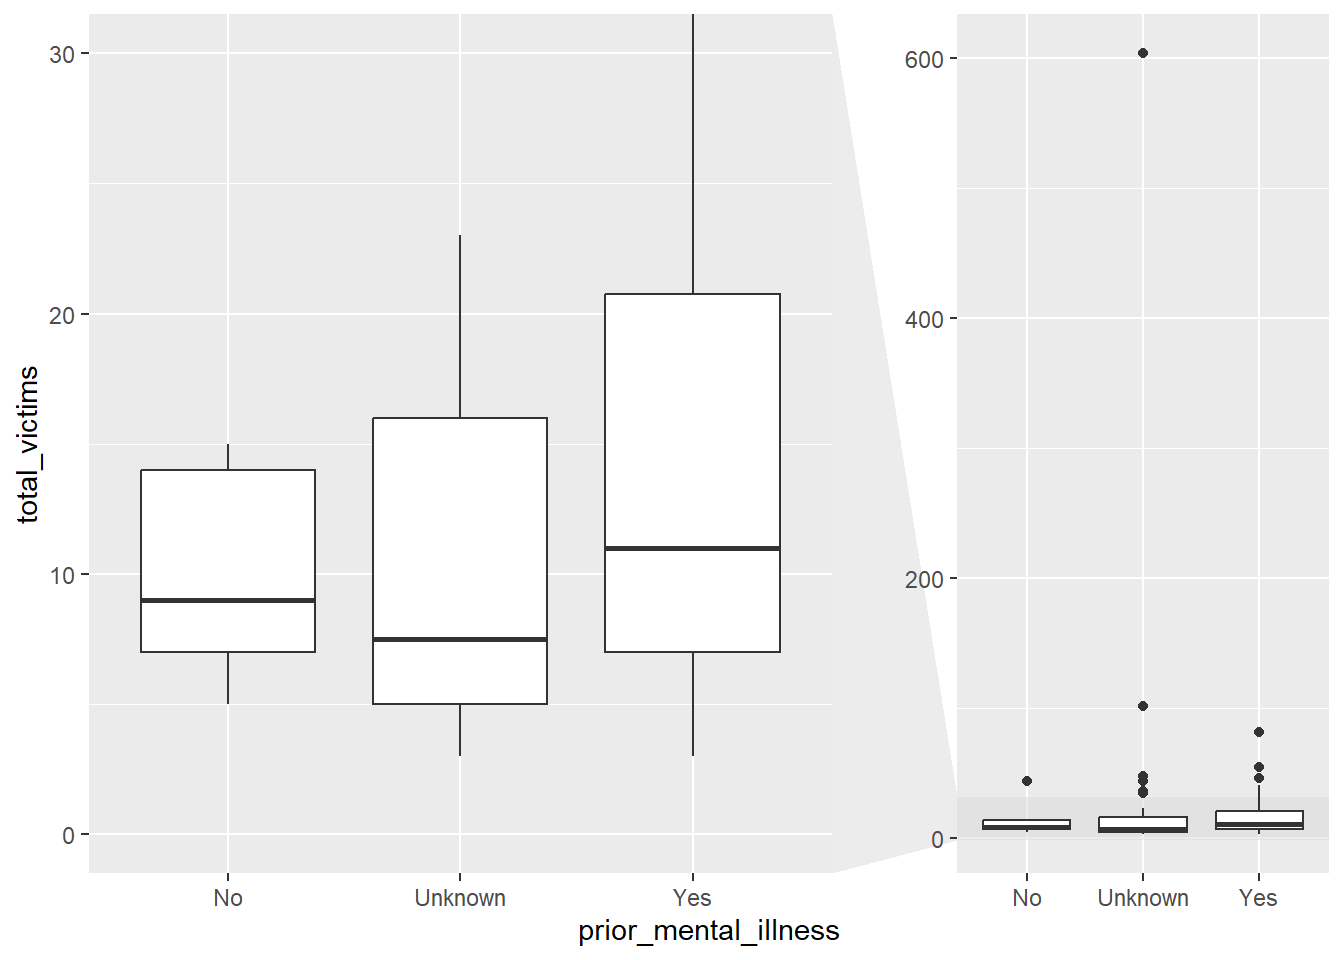 total_victims
30
20
10
0
No Unknown Yes
600
400
200
0
No Unknown Yes
prior_mental_illness